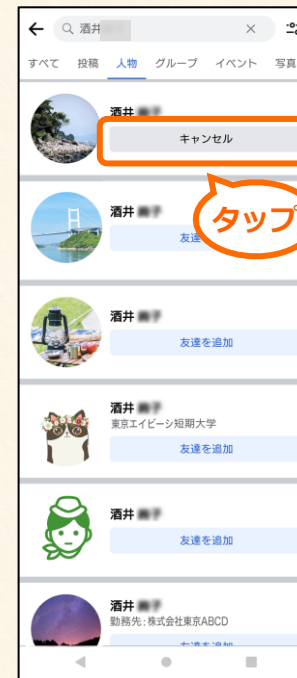 酒井
すべて 投稿 人物 グループ イベント 写真
酒井
キャンセル
タップ
酒井
友達
酒井
友達を追加
酒井
東京エイビーシ短期大学
友達を追加
酒井
友達を追加
酒井
勤務先:株式会社東京ABCD
友達を追加